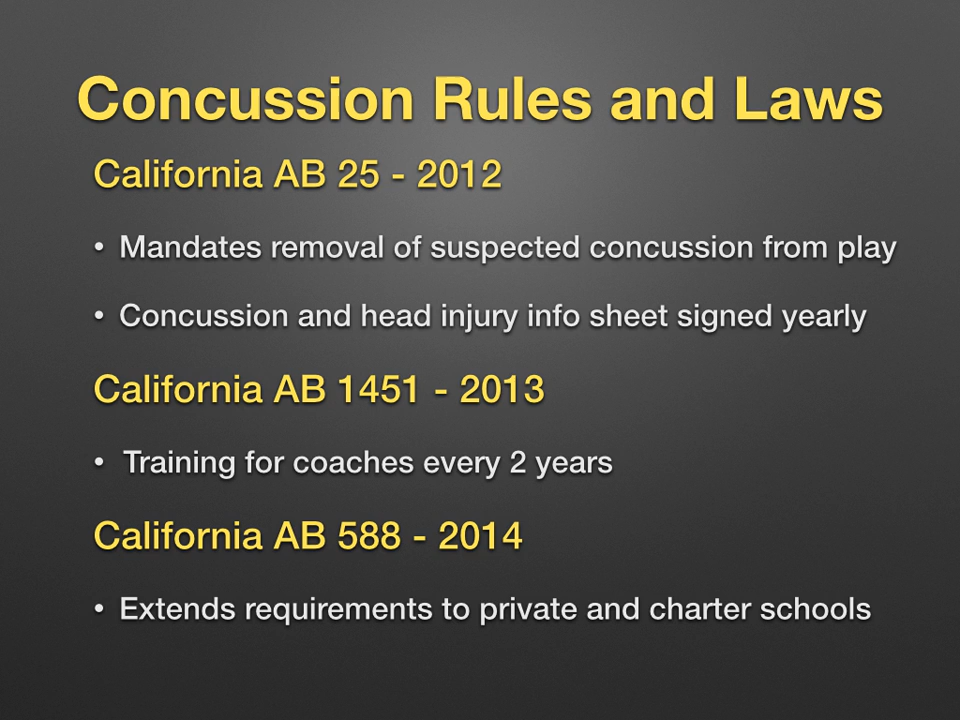 Concussion Rules and Laws
California AB 25 - 2012
• Mandates removal of suspected concussion from play
• Concussion and head injury info sheet signed yearly
California AB 1451 - 2013
• Training for coaches every 2 years
California AB 588 - 2014
• Extends requirements to private and charter schools